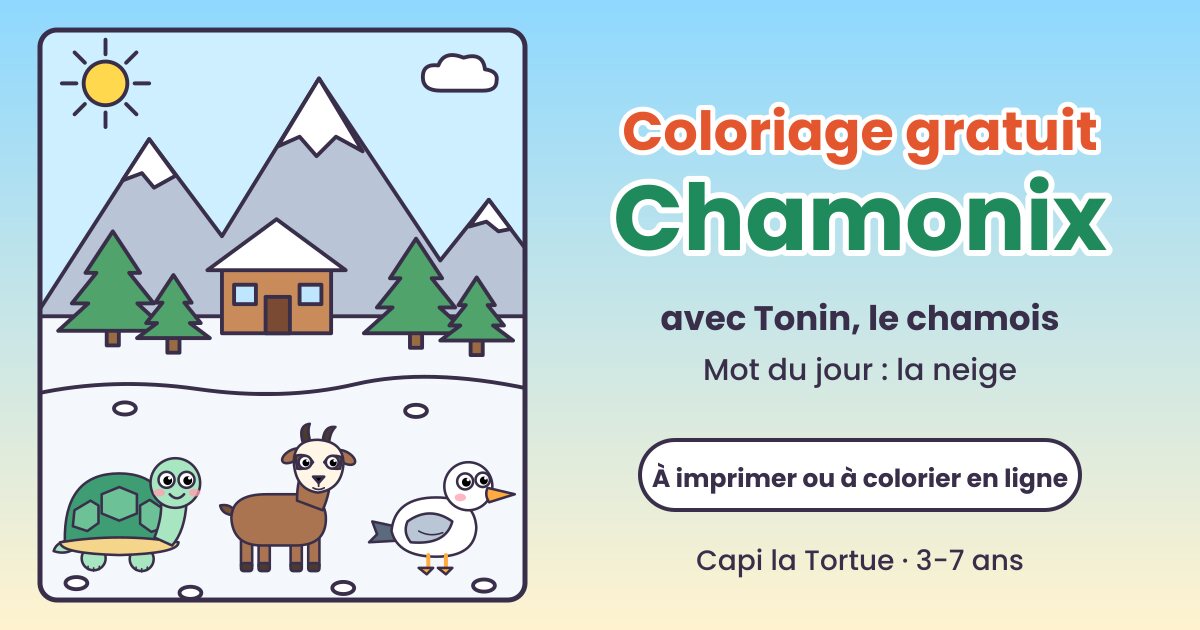 Coloriage gratuit
Chamonix
avec Tonin, le chamois
Mot du jour : la neige
À imprimer ou à colorier en ligne
Capi la Tortue · 3-7 ans